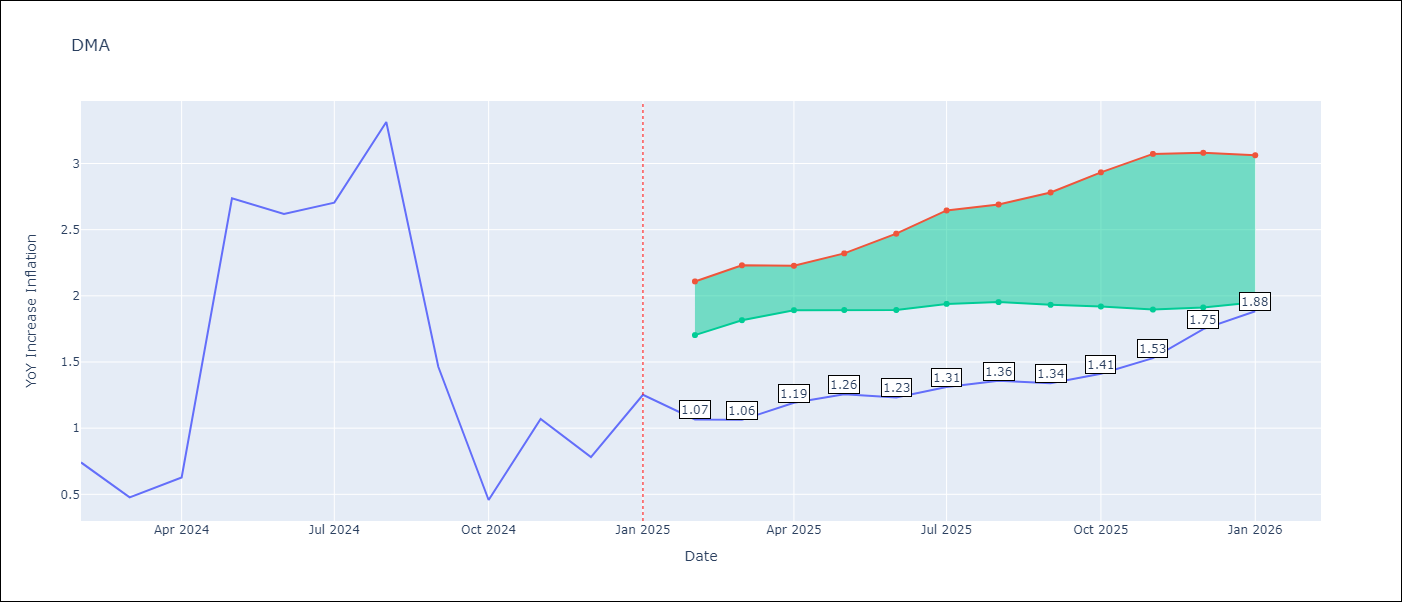 DMA
YoY Increase Inflation
3
2.5
2
1.5
1
0.5
1.07
1.06
1.19
1.26
1.23
1.31
1.36
1.34
1.41
1.53
1.75
1.88
Apr 2024
Jul 2024
Oct 2024
Jan 2025
Apr 2025
Jul 2025
Oct 2025
Jan 2026
Date